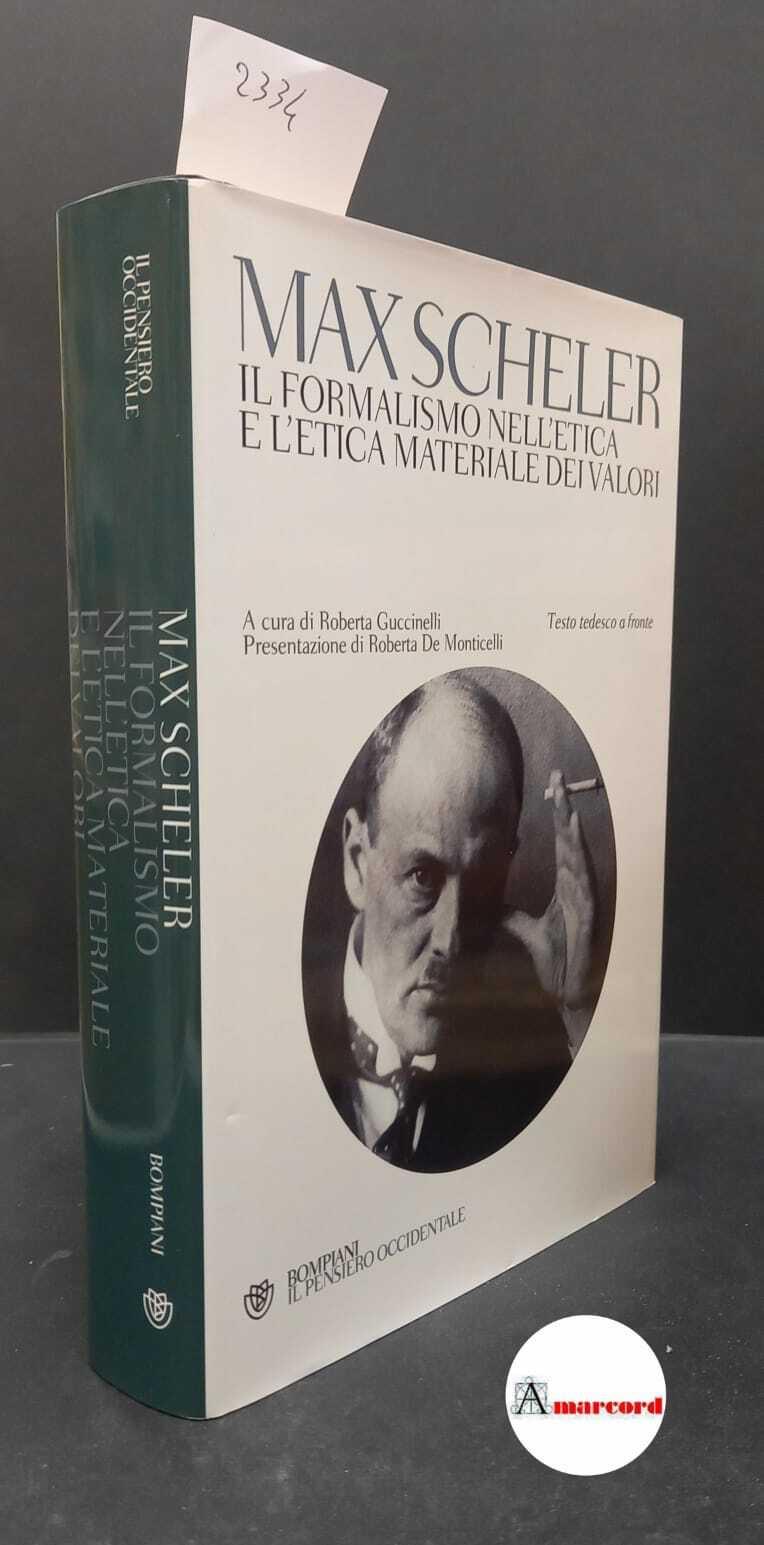 2334
MAX SCHELER
IL FORMALISMO NELL'ETICA
E L'ETICA MATERIALE DEI VALORI
A cura di Roberta Guccinelli
Presentazione di Roberta De Monticelli
Testo tedesco a fronte
BOMPIANI
IL PENSIERO OCCIDENTALE
IL PENSIERO
OCCIDENTALE
MAX SCHELER
IL FORMALISMO
NELL'ETICA
E L'ETICA MATERIALE
DEI VALORI
BOMPIANI
Amarcord